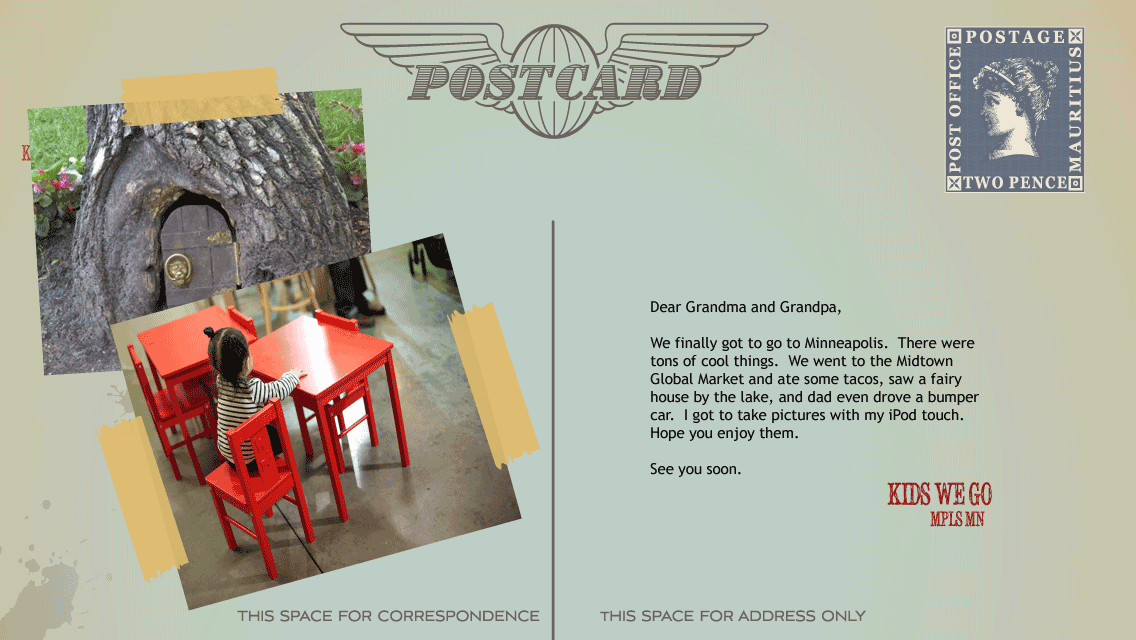 POSTCARD
POSTAGE
POST OFFICE
MAURITIUS
TWO PENCE
K
Dear Grandma and Grandpa,
We finally got to go to Minneapolis.  There were
tons of cool things.  We went to the Midtown
Global Market and ate some tacos, saw a fairy
house by the lake, and dad even drove a bumper
car.  I got to take pictures with my iPod touch.
Hope you enjoy them.
See you soon.
KIDS WE GO
MPLS MN
THIS SPACE FOR CORRESPONDENCE
THIS SPACE FOR ADDRESS ONLY